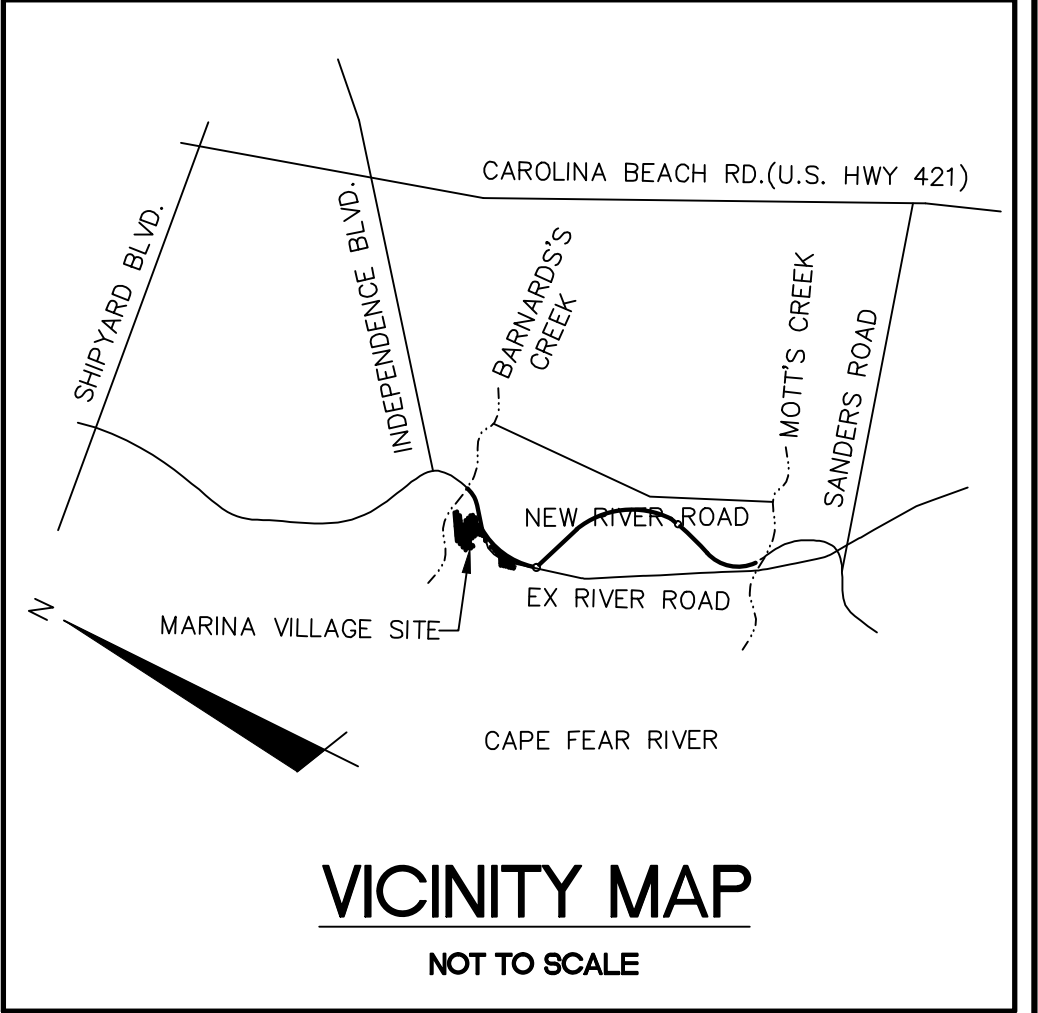 CAROLINA BEACH RD.(U.S. HWY 421)
SHIPYARD BLVD.
INDEPENDENCE BLVD.
BARNARDS'S
CREEK
MOTT'S CREEK
SANDERS ROAD
NEW RIVER ROAD
EX RIVER ROAD
N
MARINA VILLAGE SITE
CAPE FEAR RIVER
VICINITY MAP
NOT TO SCALE